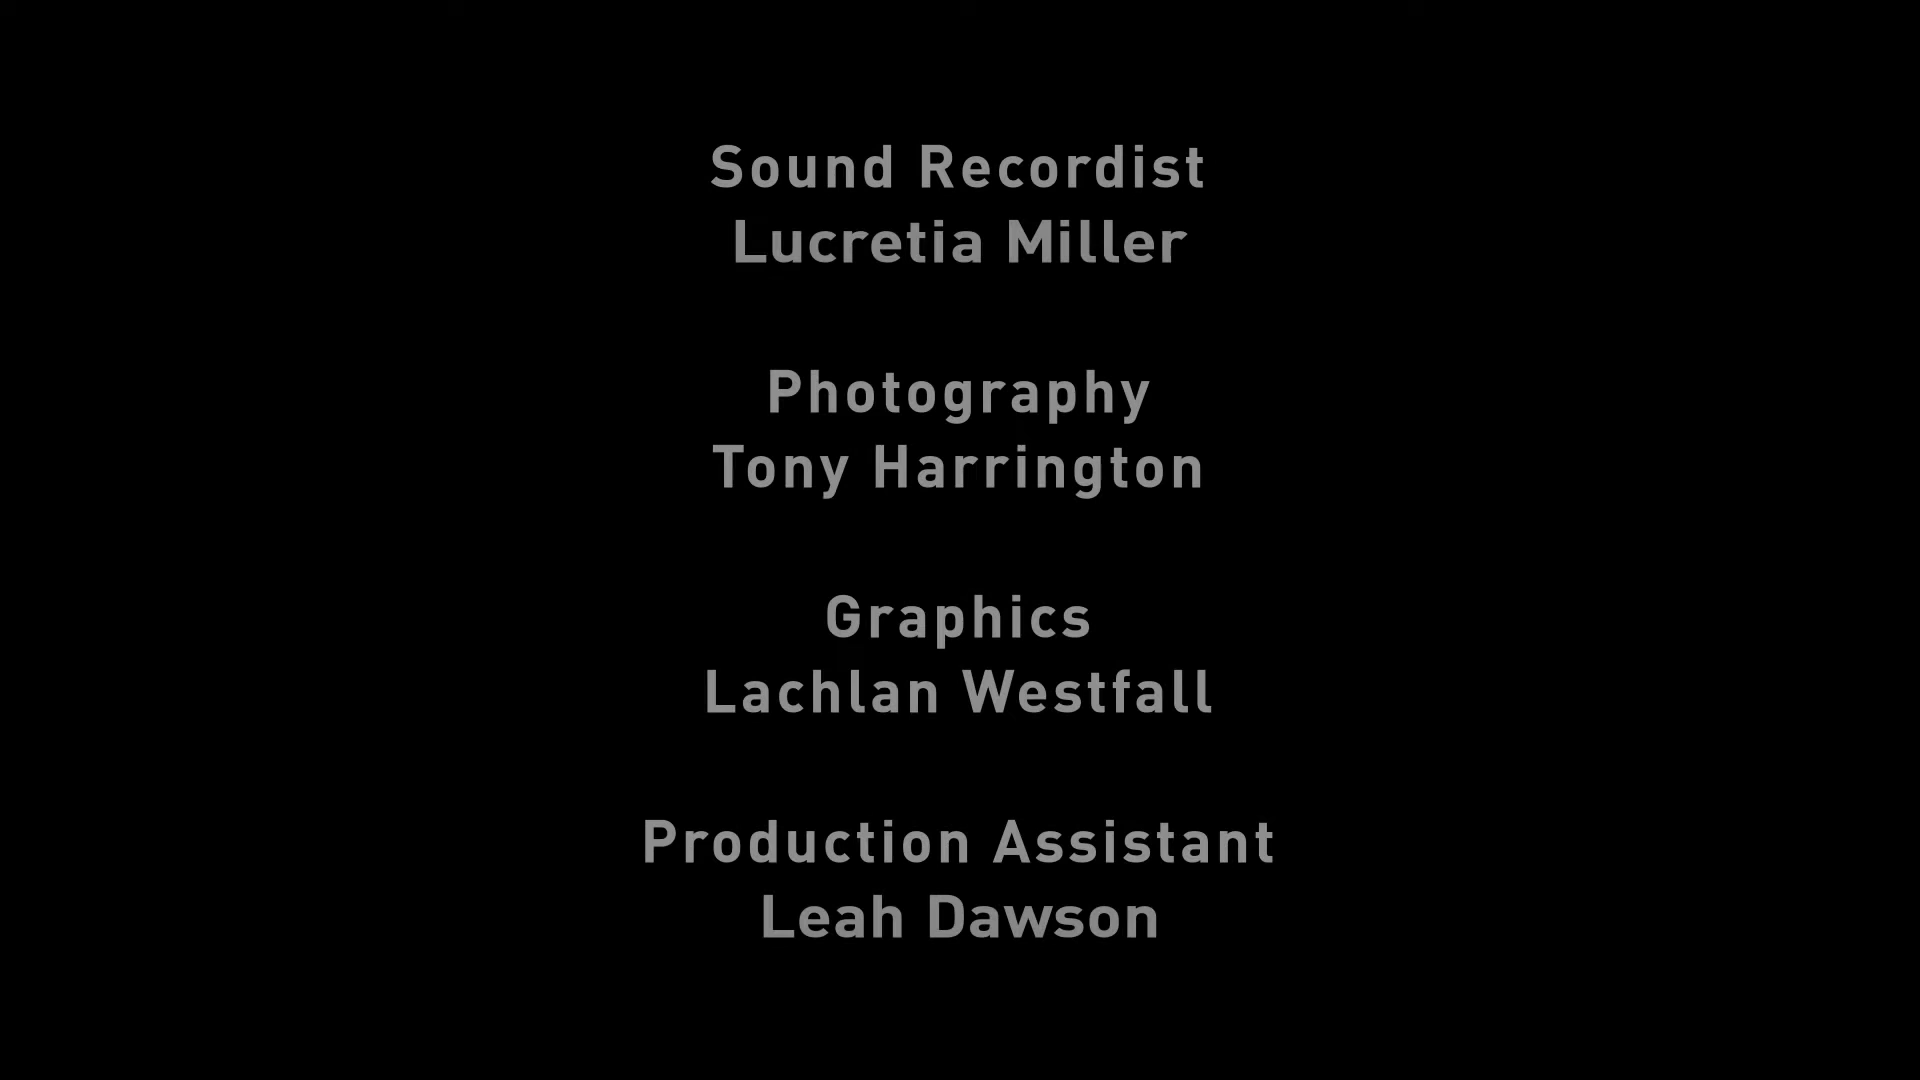 Sound Recordist
Lucretia Miller
Photography
Tony Harrington
Graphics
Lachlan Westfall
Production Assistant
Leah Dawson